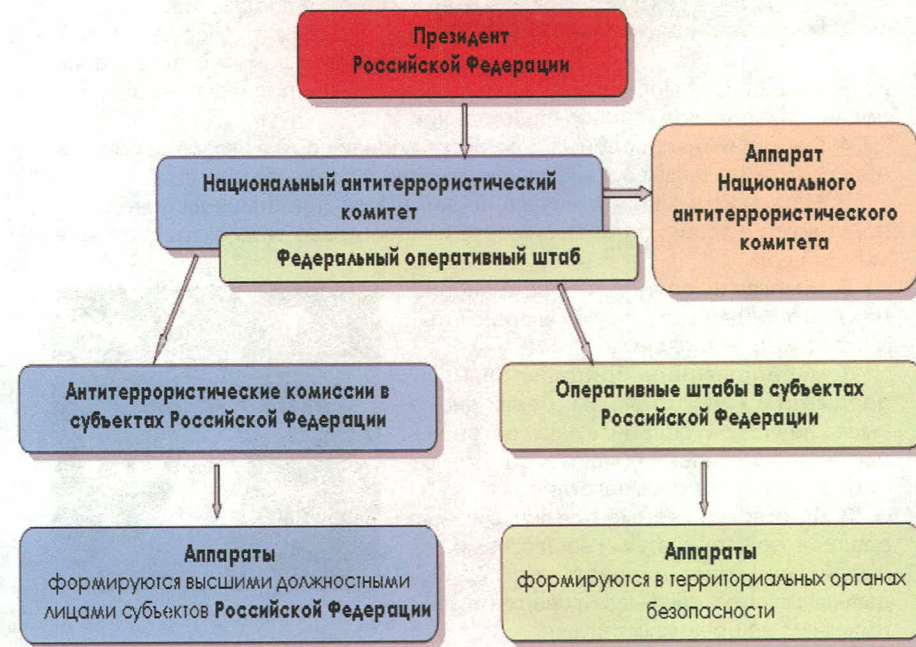 Президент
Российской Федерации
Национальный антитеррористический
комитет
Аппарат
Национального
антитеррористического
комитета
Федеральный оперативный штаб
Антитеррористические комиссии в
субъектах Российской Федерации
Оперативные штабы в субъектах
Российской Федерации
Аппараты
формируются высшими должностными
лицами субъектов Российской Федерации
Аппараты
формируются в территориальных органах
безопасности